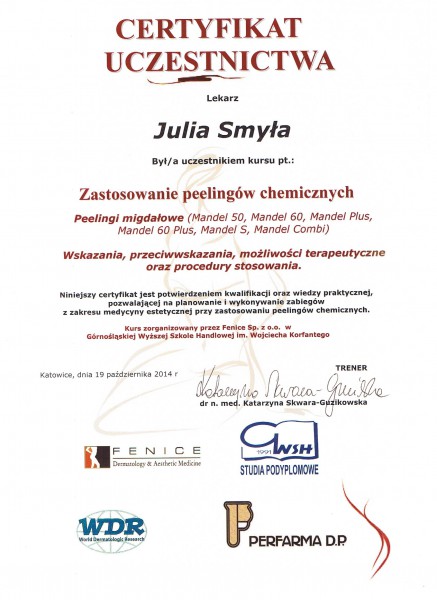 CERTYFIKAT
UCZESTNICTWA
Lekarz
Julia Smyła
Był/a uczestnikiem kursu pt.:
Zastosowanie peelingów chemicznych
Peelingi migdałowe (Mandel 50, Mandel 60, Mandel Plus,
Mandel 60 Plus, Mandel S, Mandel Combi)
Wskazania, przeciwwskazania, możliwości terapeutyczne
oraz procedury stosowania.
Niniejszy certyfikat jest potwierdzeniem kwalifikacji oraz wiedzy praktycznej,
pozwalającej na planowanie i wykonywanie zabiegów
z zakresu medycyny estetycznej przy zastosowaniu peelingów chemicznych.
Kurs zorganizowany przez Fenice Sp. z o.o. w
Górnośląskiej Wyższej Szkole Handlowej im. Wojciecha Korfantego
Katowice, dnia 19 października 2014 r
TRENER
Katarzyna Skwara-Guzikowska
dr n. med. Katarzyna Skwara-Guzikowska
FENICE
Dermatology & Aesthetic Medicine
GWSH
1991
STUDIA PODYPLOMOWE
WDR
World Dermatologic Research
PERFARMA D.P.